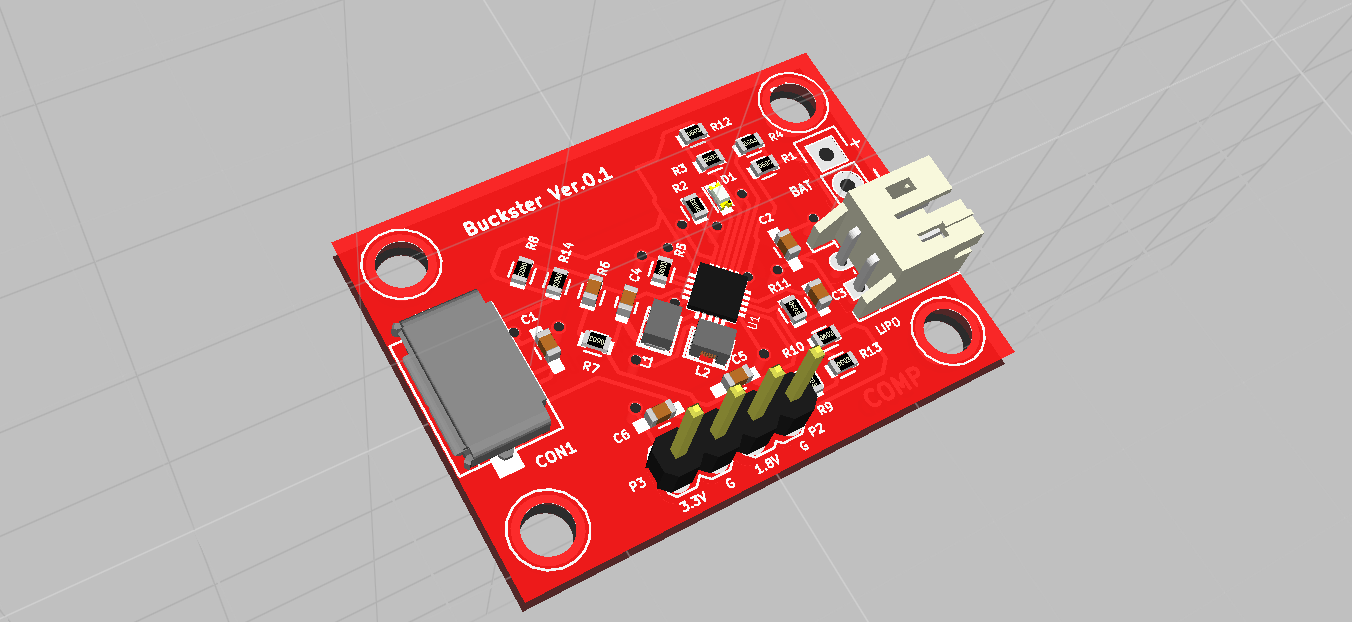 R12
R4
R3
R1
+
D1
R2
BAT
-
Buckster Ver.0.1
C2
R8
R14
R6
C4
R5
R11
C3
U1
LIPO
C1
R7
L1
L2
C5
R10
R13
COMP
R9
C6
CON1
P2
G
1.8V
G
3.3V
P3